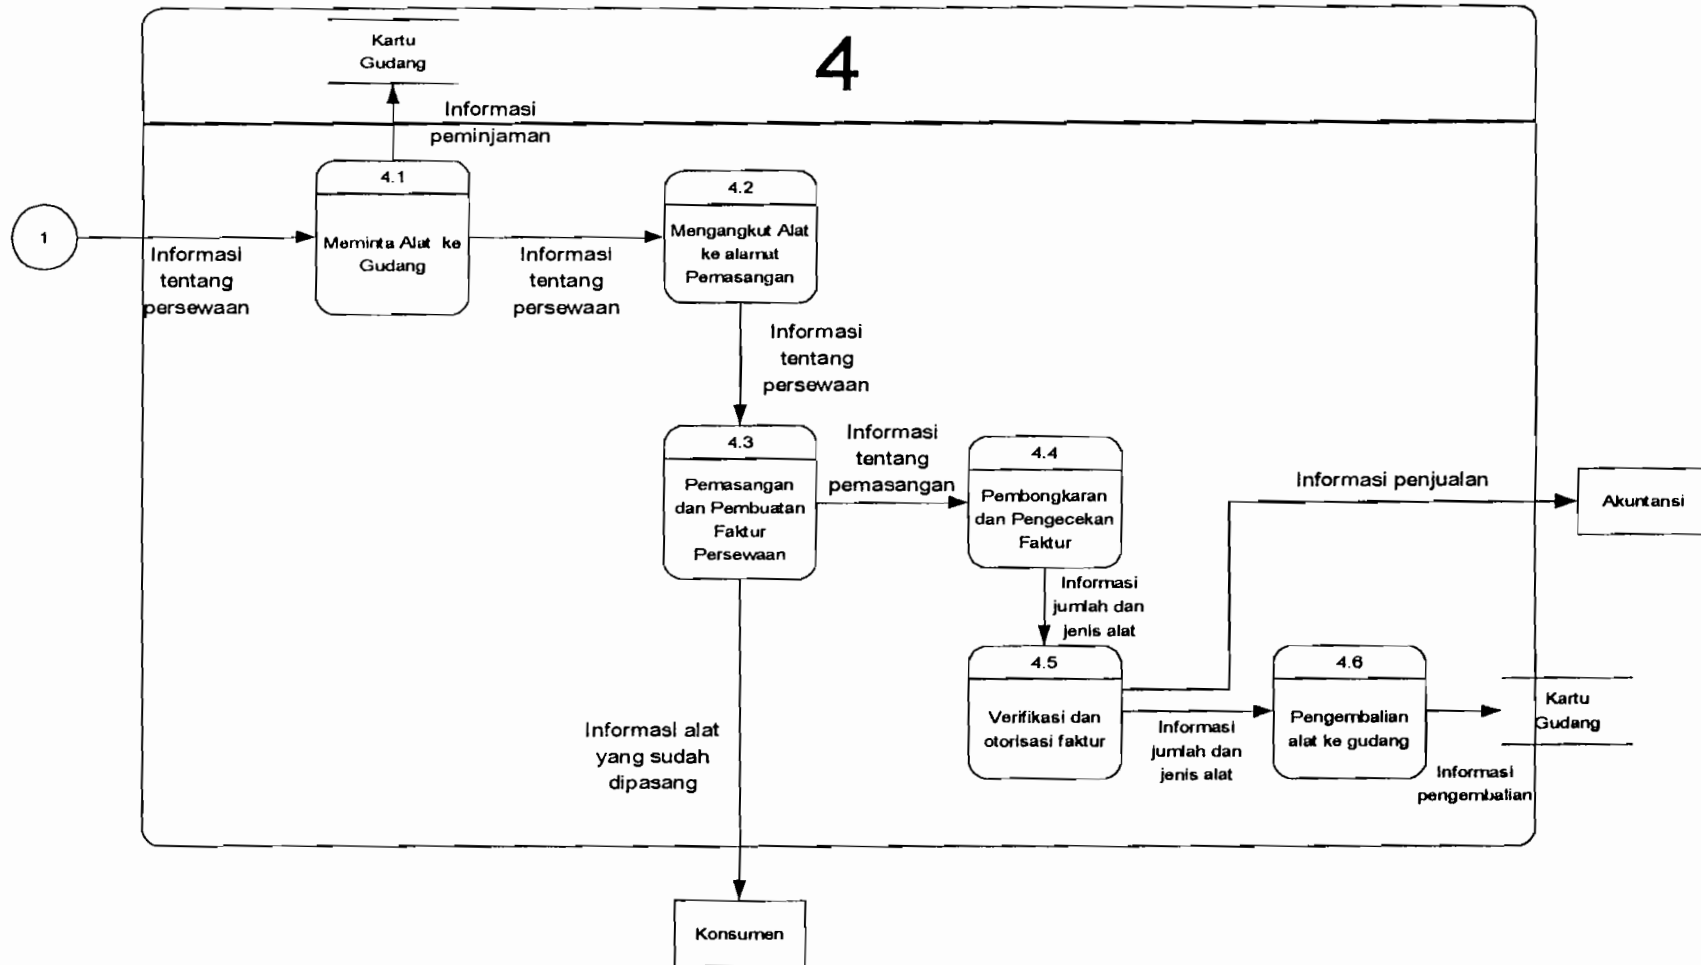 Kartu
Gudang
4
Informasi
peminjaman
4.1
Meminta Alat ke
Gudang
4.2
Mengangkut Alat
ke alamat
Pemasangan
1
Informasi
tentang
persewaan
Informasi
tentang
persewaan
Informasi
tentang
persewaan
4.3
Pemasangan
dan Pembuatan
Faktur
Persewaan
Informasi
tentang
pemasangan
4.4
Pembongkaran
dan Pengecekan
Faktur
Informasi penjualan
Akuntansi
Informasi
jumlah dan
jenis alat
4.5
Verifikasi dan
otorisasi faktur
Informasi
jumlah dan
jenis alat
4.6
Pengembalian
alat ke gudang
Kartu
Gudang
Informasi
pengembalian
Informasi alat
yang sudah
dipasang
Konsumen